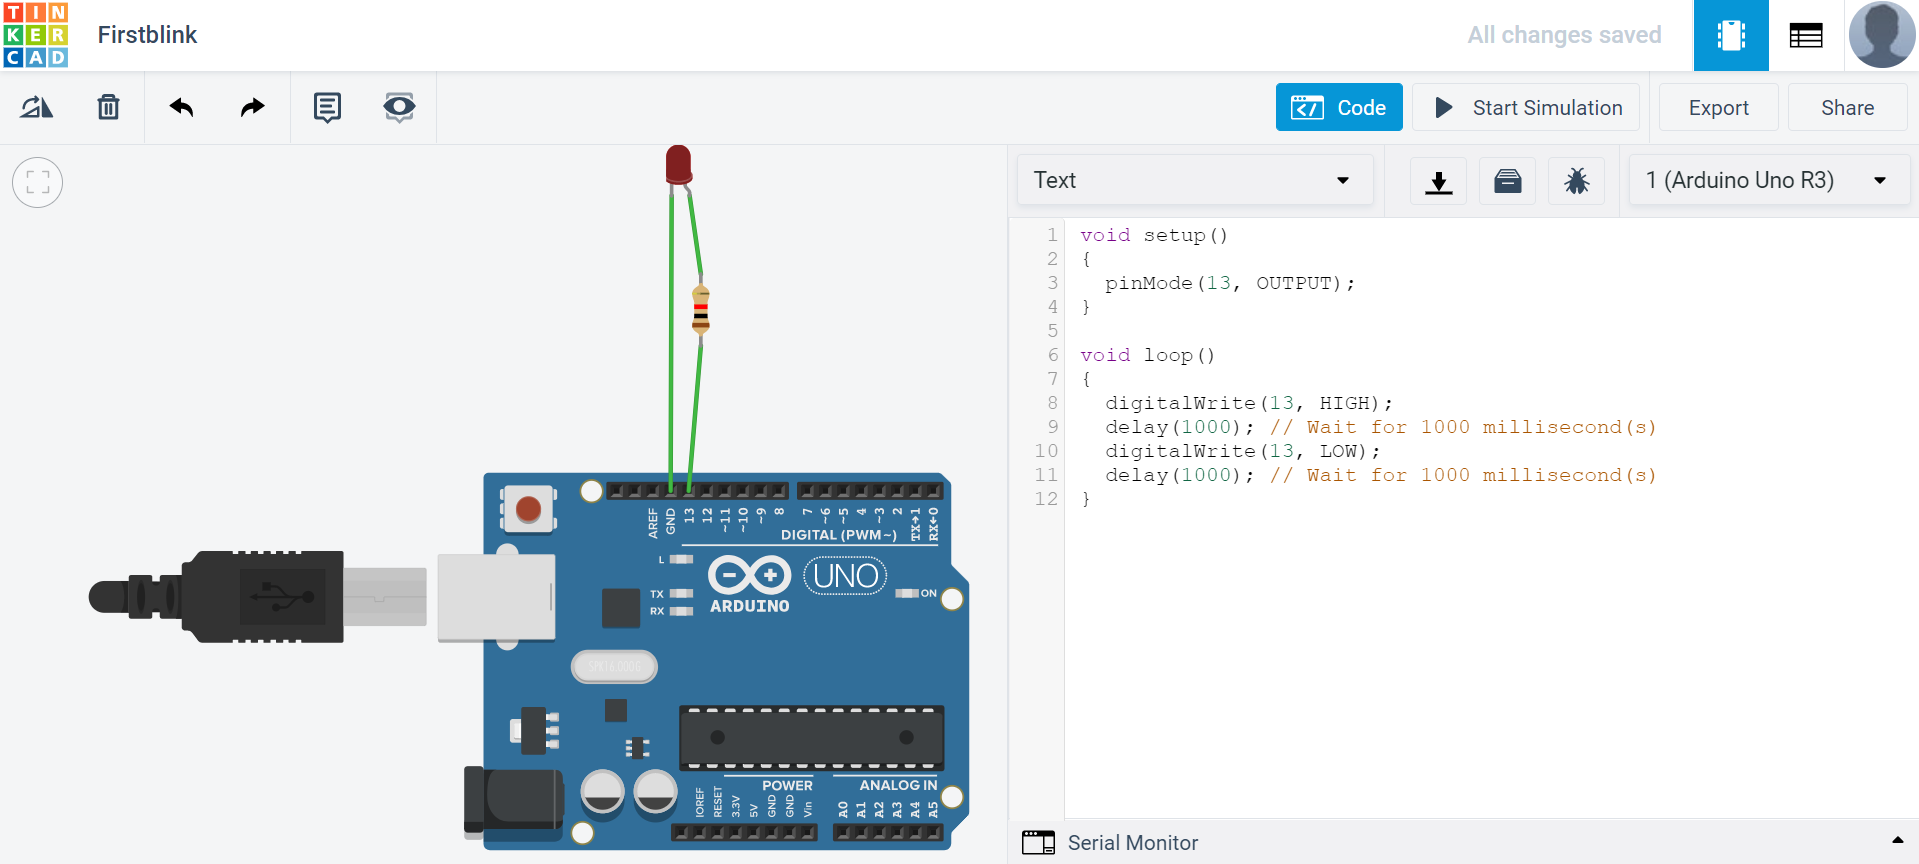 TIN
KER
CAD
Firstblink
All changes saved
Code
Start Simulation
Export
Share
Text
1 (Arduino Uno R3)
1 void setup()
2 {
3 pinMode(13, OUTPUT);
4 }
5
6 void loop()
7 {
8 digitalWrite(13, HIGH);
9 delay(1000); // Wait for 1000 millisecond(s)
10 digitalWrite(13, LOW);
11 delay(1000); // Wait for 1000 millisecond(s)
12 }
AREF GND 13 12 ~11 ~10 ~9 8 7 ~6 ~5 4 ~3 2 TX→1 RX←0
DIGITAL (PWM~)
L
TX
RX
UNO
ON
ARDUINO
SPK16.000G
POWER
ANALOG IN
IOREF RESET 3.3V 5V GND GND Vin A0 A1 A2 A3 A4 A5
Serial Monitor